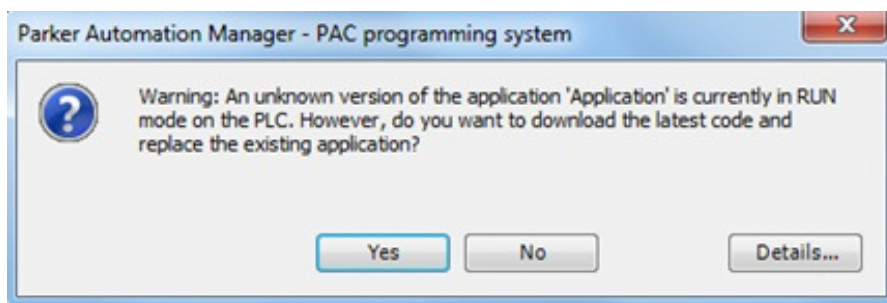 Parker Automation Manager - PAC programming system
Warning: An unknown version of the application 'Application' is currently in RUN
mode on the PLC. However, do you want to download the latest code and
replace the existing application?
Yes No Details...